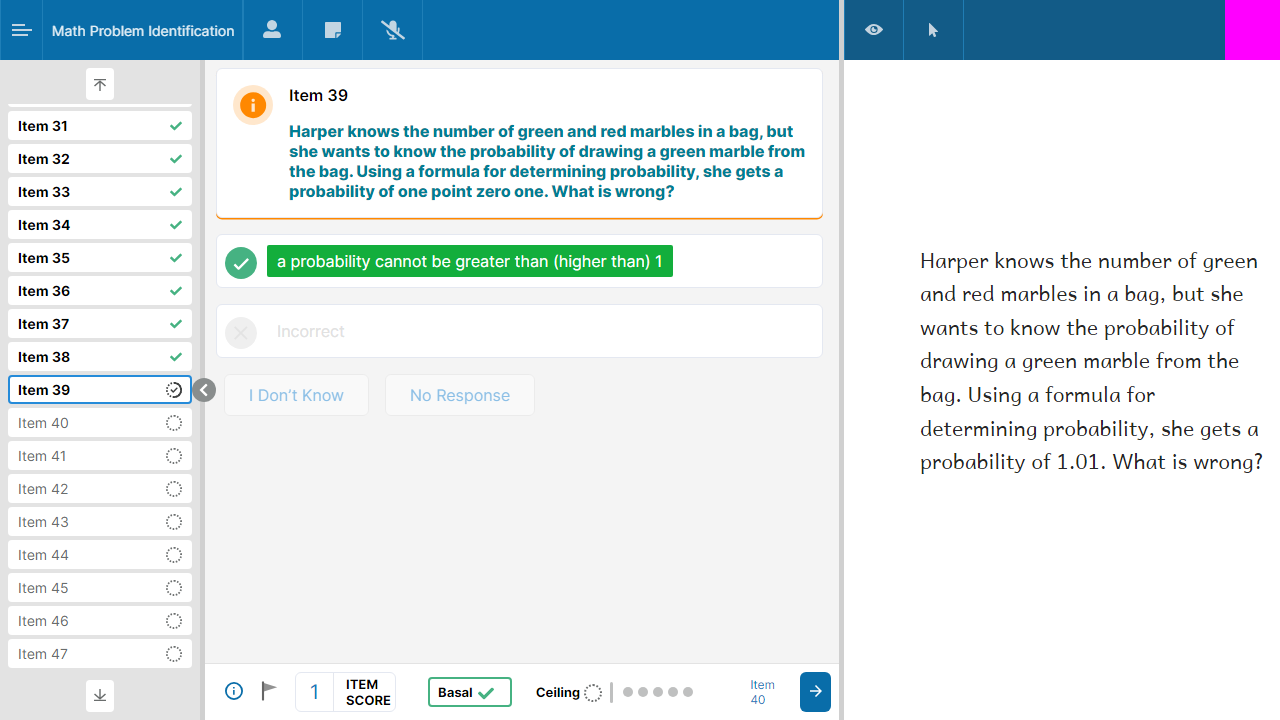 Math Problem Identification
Item 31
Item 32
Item 33
Item 34
Item 35
Item 36
Item 37
Item 38
Item 39
Item 40
Item 41
Item 42
Item 43
Item 44
Item 45
Item 46
Item 47
Item 39
Harper knows the number of green and red marbles in a bag, but
she wants to know the probability of drawing a green marble from
the bag. Using a formula for determining probability, she gets a
probability of one point zero one. What is wrong?
a probability cannot be greater than (higher than) 1
Incorrect
I Don't Know
No Response
1
ITEM
SCORE
Basal
Ceiling
Item
40
Harper knows the number of green
and red marbles in a bag, but she
wants to know the probability of
drawing a green marble from the
bag. Using a formula for
determining probability, she gets a
probability of 1.01. What is wrong?